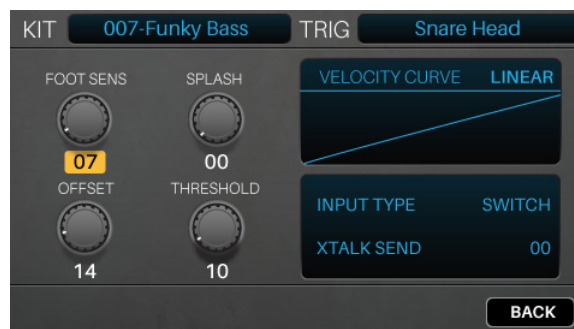 KIT 007-Funky Bass TRIG Snare Head
FOOT SENS SPLASH
07 00
OFFSET THRESHOLD
14 10
VELOCITY CURVE LINEAR
INPUT TYPE SWITCH
XTALK SEND 00
BACK